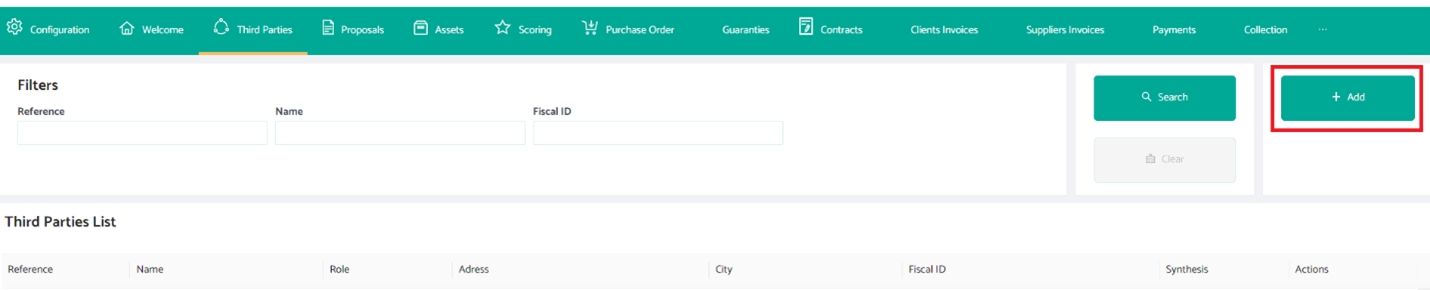 Configuration Welcome Third Parties Proposals Assets Scoring Purchase Order Guaranties Contracts Clients Invoices Suppliers Invoices Payments Collection ...
Filters
Reference Name Fiscal ID
Search
+ Add
Clear
Third Parties List
Reference Name Role Adress City Fiscal ID Synthesis Actions